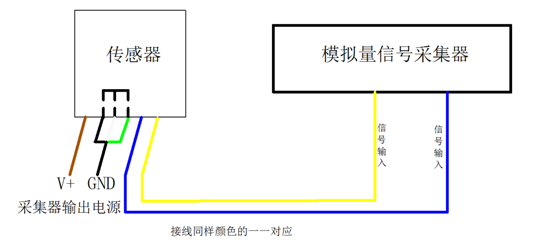 传感器
模拟量信号采集器
信号输入
信号输入
V+ GND
采集器输出电源
接线同样颜色的一一对应